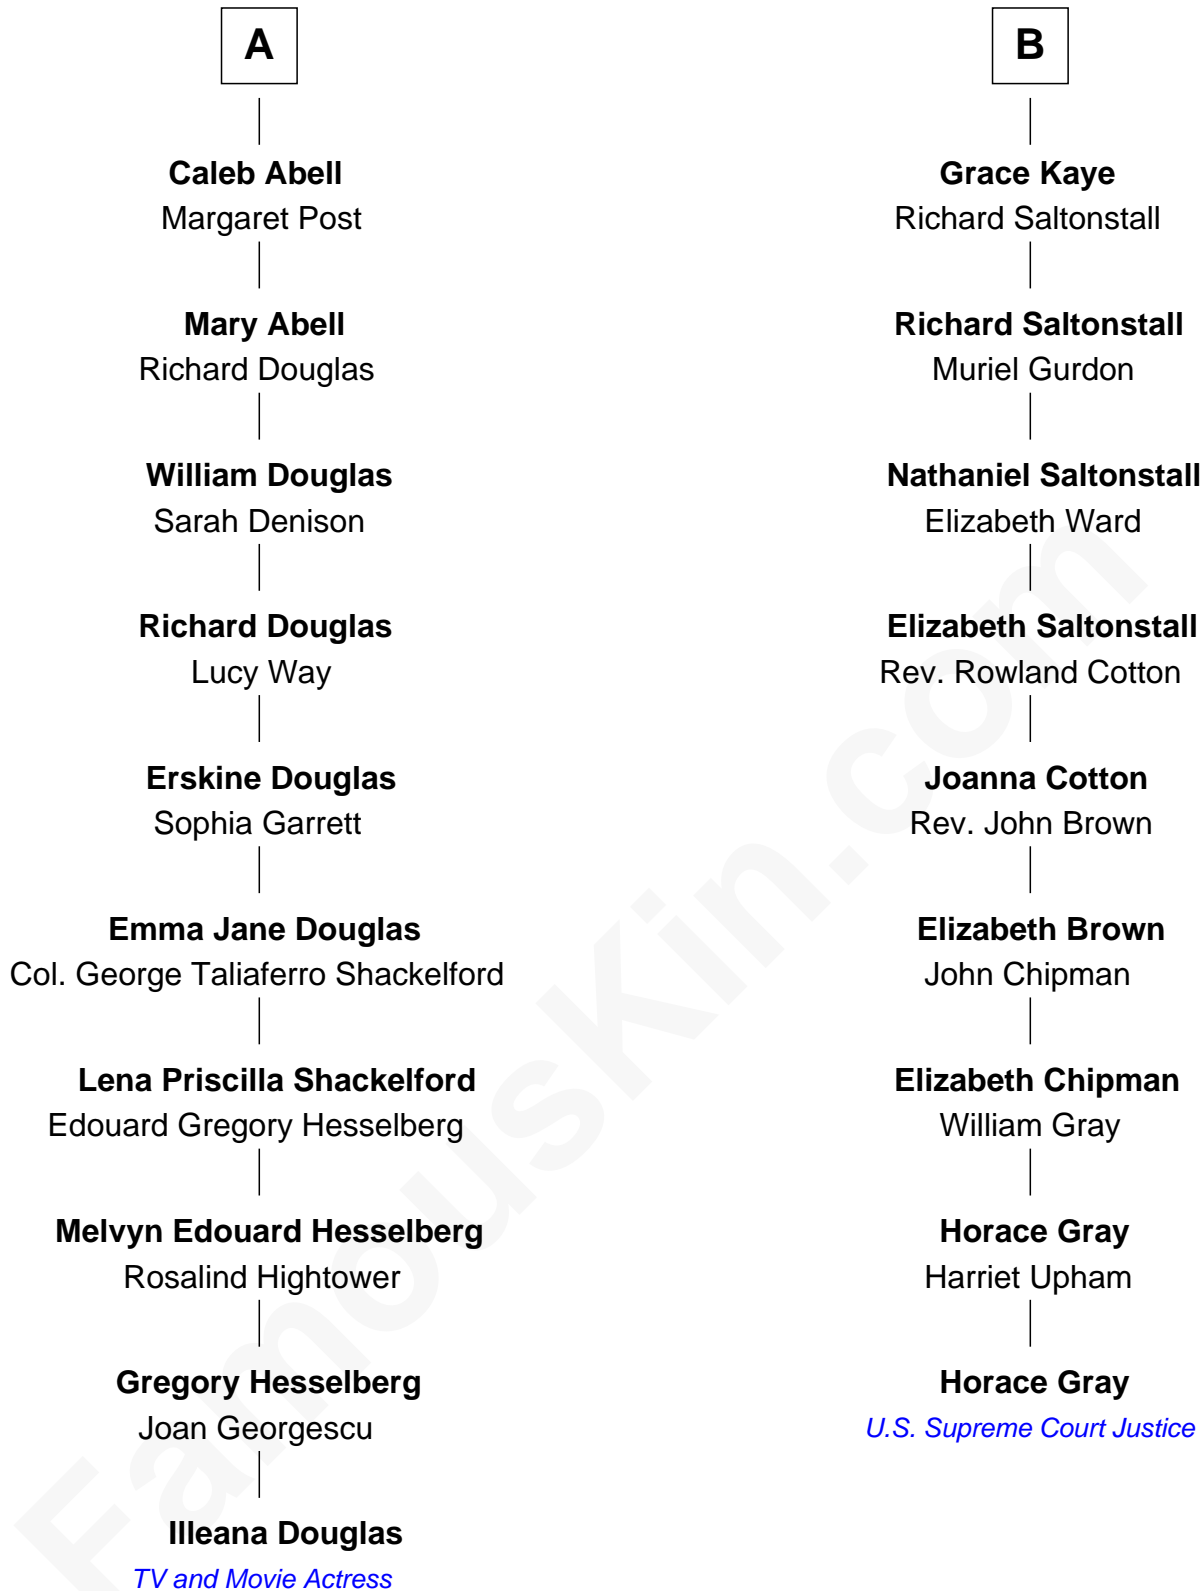 A
Caleb Abell
Margaret Post
Mary Abell
Richard Douglas
William Douglas
Sarah Denison
Richard Douglas
Lucy Way
Erskine Douglas
Sophia Garrett
Emma Jane Douglas
Col. George Taliaferro Shackelford
Lena Priscilla Shackelford
Edouard Gregory Hesselberg
Melvyn Edouard Hesselberg
Rosalind Hightower
Gregory Hesselberg
Joan Georgescu
Illeana Douglas
TV and Movie Actress
B
Grace Kaye
Richard Saltonstall
Richard Saltonstall
Muriel Gurdon
Nathaniel Saltonstall
Elizabeth Ward
Elizabeth Saltonstall
Rev. Rowland Cotton
Joanna Cotton
Rev. John Brown
Elizabeth Brown
John Chipman
Elizabeth Chipman
William Gray
Horace Gray
Harriet Upham
Horace Gray
U.S. Supreme Court Justice
FamousKin.com